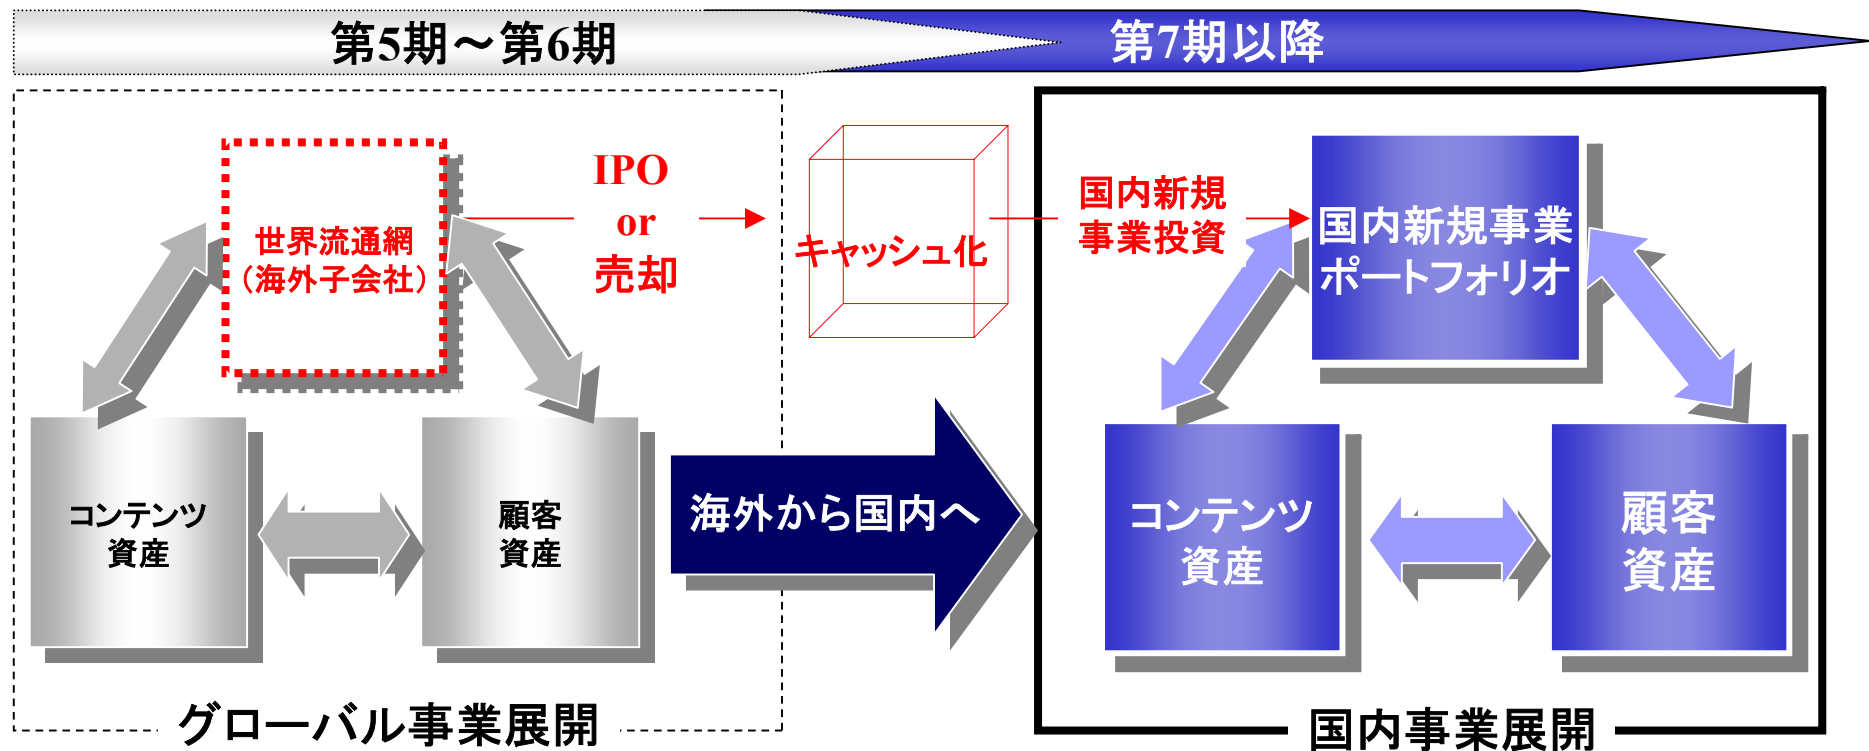 第5期～第6期
第7期以降
世界流通網
（海外子会社）
IPO
or
売却
キャッシュ化
国内新規
事業投資
国内新規事業
ポートフォリオ
コンテンツ
資産
顧客
資産
海外から国内へ
コンテンツ
資産
顧客
資産
グローバル事業展開
国内事業展開